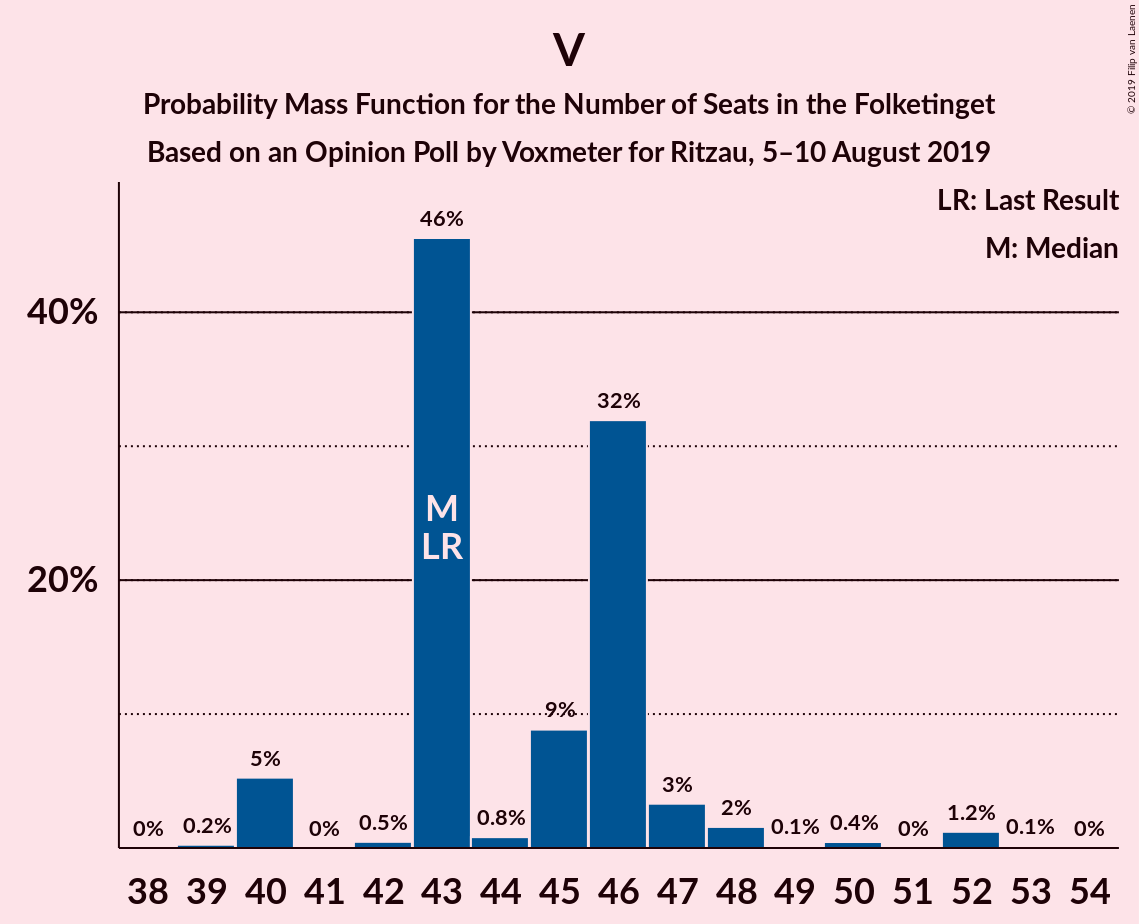 V
Probability Mass Function for the Number of Seats in the Folketinget
Based on an Opinion Poll by Voxmeter for Ritzau, 5–10 August 2019
© 2019 Filip van Laenen
LR: Last Result
M: Median
40%
20%
0%
0.2%
5%
0%
0.5%
46%
0.8%
9%
32%
3%
2%
0.1%
0.4%
0%
1.2%
0.1%
0%
M
LR
38 39 40 41 42 43 44 45 46 47 48 49 50 51 52 53 54